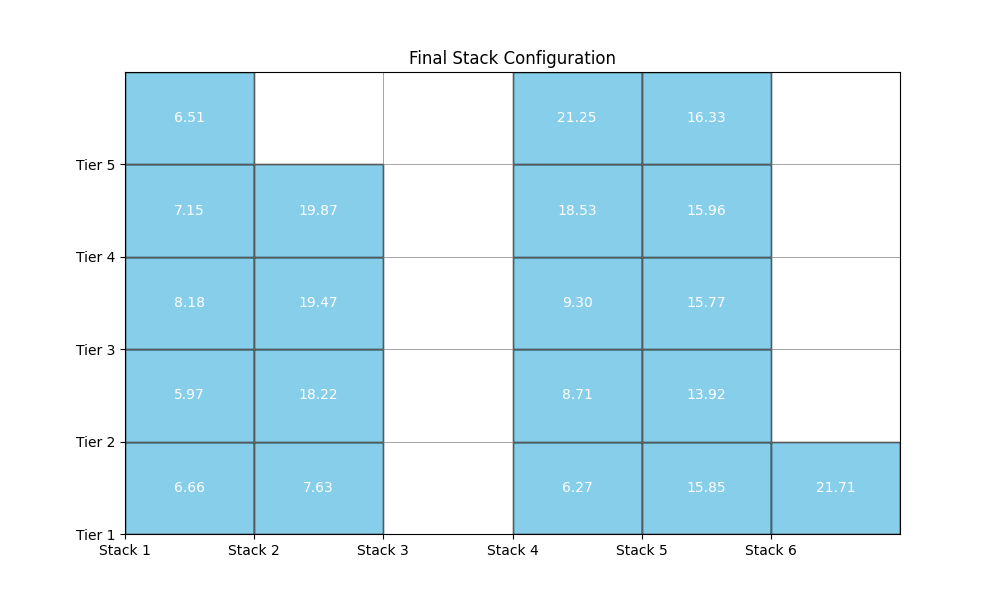 Final Stack Configuration
6.51 21.25 16.33
Tier 5
7.15 19.87 18.53 15.96
Tier 4
8.18 19.47 9.30 15.77
Tier 3
5.97 18.22 8.71 13.92
Tier 2
6.66 7.63 6.27 15.85 21.71
Tier 1
Stack 1 Stack 2 Stack 3 Stack 4 Stack 5 Stack 6